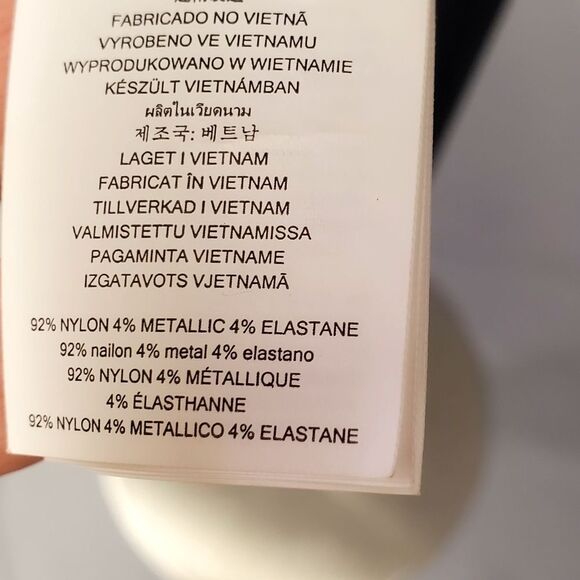 FABRICADO NO VIETNÃ
VYROBENO VE VIETNAMU
WYPRODUKOWANO W WIETNAMIE
KÉSZÜLT VIETNÁMBAN
ผลิตในเวียดนาม
제조국: 베트남
LAGET I VIETNAM
FABRICAT ÎN VIETNAM
TILLVERKAD I VIETNAM
VALMISTETTU VIETNAMISSA
PAGAMINTA VIETNAME
IZGATAVOTS VJETNAMĀ
92% NYLON 4% METALLIC 4% ELASTANE
92% nailon 4% metal 4% elastano
92% NYLON 4% MÉTALLIQUE
4% ÉLASTHANNE
92% NYLON 4% METALLICO 4% ELASTANE